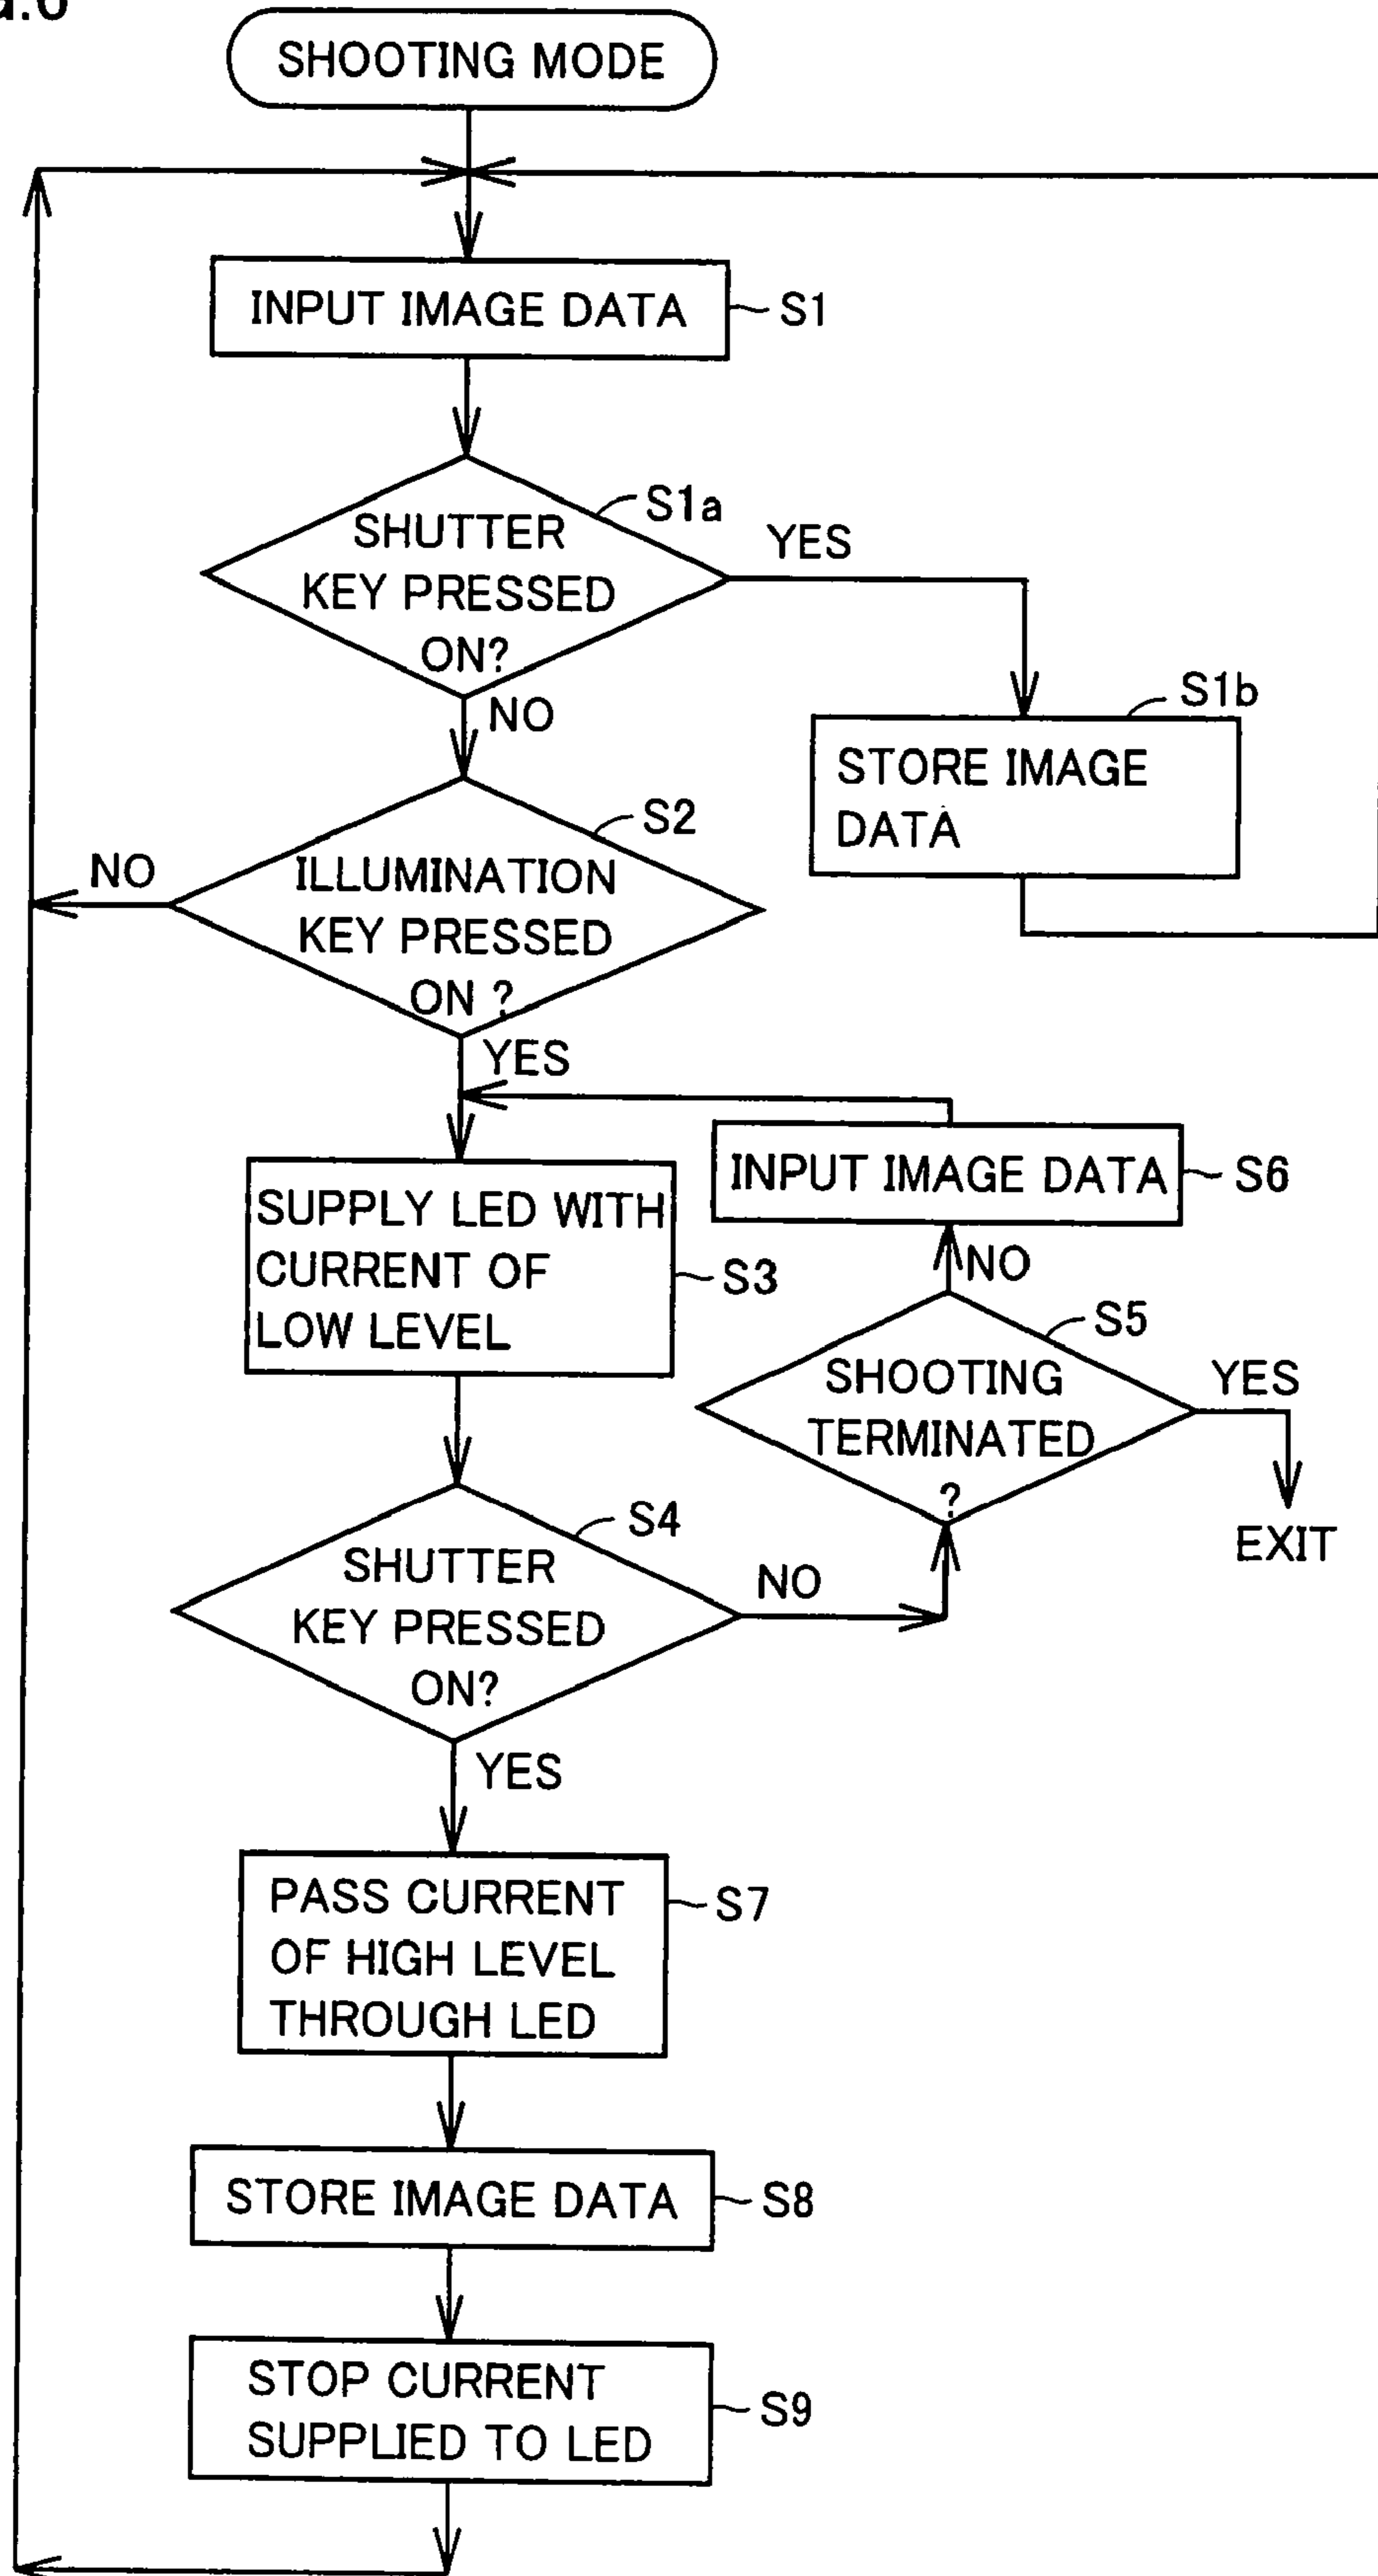 SHOOTING MODE
INPUT IMAGE DATA
S1
S1a
SHUTTER
KEY PRESSED
ON?
YES
NO
S1b
STORE IMAGE
DATA
S2
ILLUMINATION
KEY PRESSED
ON ?
NO
YES
INPUT IMAGE DATA
S6
SUPPLY LED WITH
CURRENT OF
LOW LEVEL
S3
NO
S5
SHOOTING
TERMINATED
?
YES
EXIT
S4
SHUTTER
KEY PRESSED
ON?
NO
YES
PASS CURRENT
OF HIGH LEVEL
THROUGH LED
S7
STORE IMAGE DATA
S8
STOP CURRENT
SUPPLIED TO LED
S9